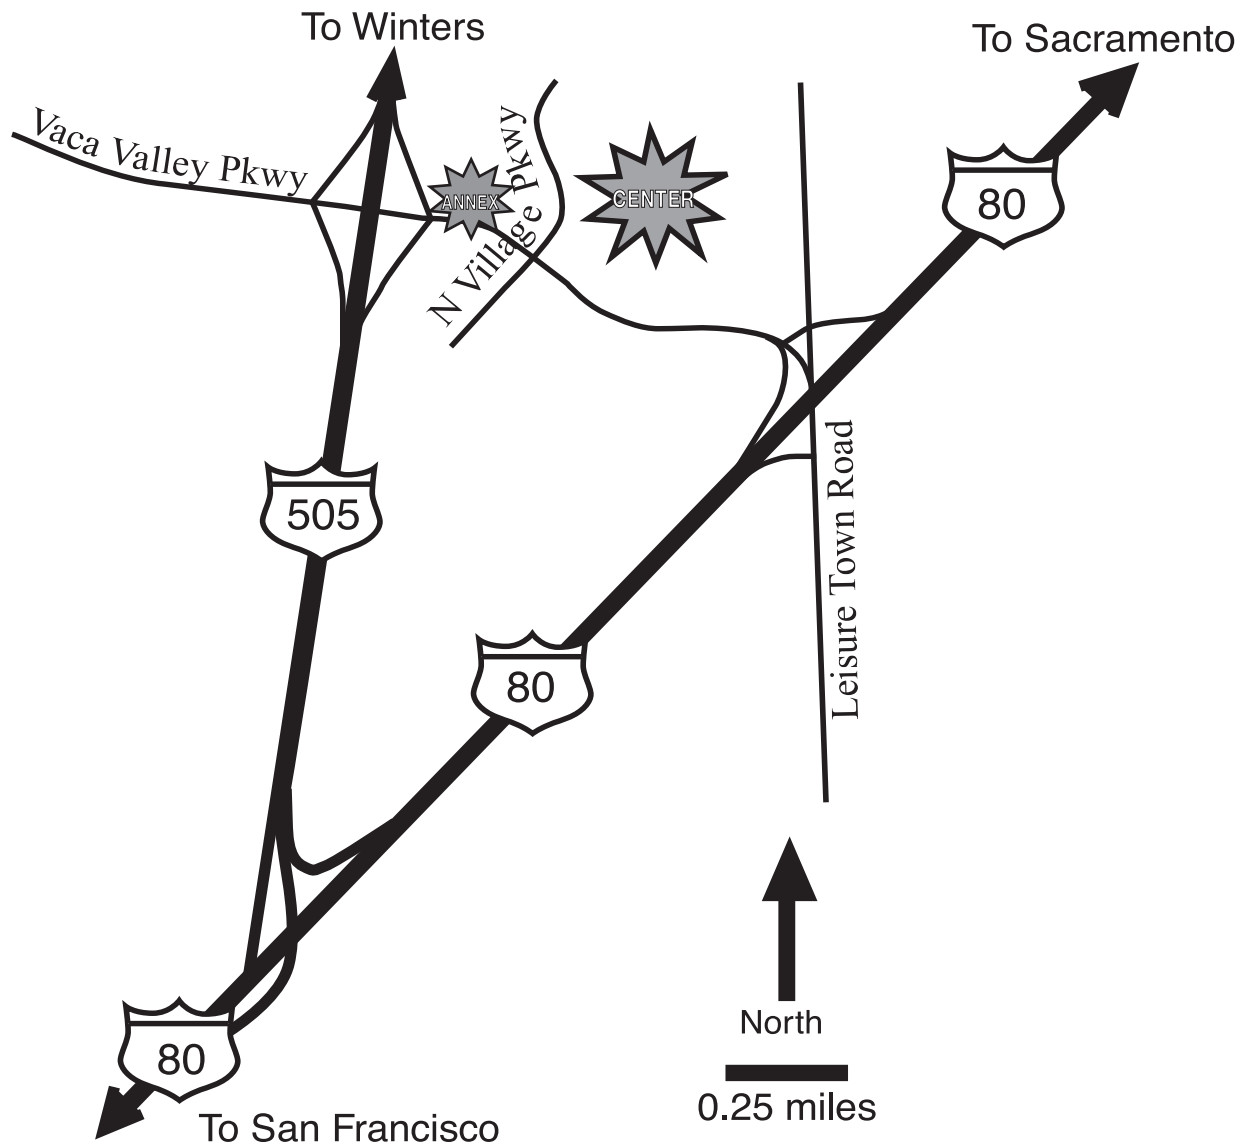 To Winters
To Sacramento
Vaca Valley Pkwy
N Village Pkwy
ANNEX
CENTER
80
505
Leisure Town Road
80
North
80
0.25 miles
To San Francisco